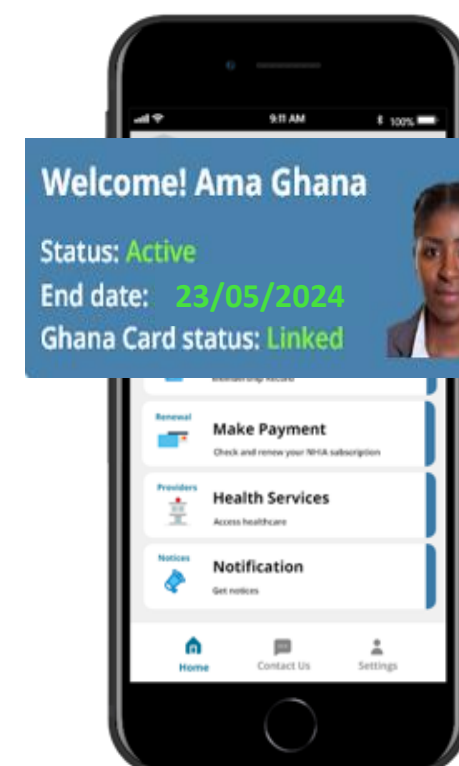 9:11 AM
100%
Welcome! Ama Ghana
Status: Active
End date: 23/05/2024
Ghana Card status: Linked
Membership Record
Renewal
Make Payment
Check and renew your NHIA subscription
Providers
Health Services
Access healthcare
Notices
Notification
Get notices
Home
Contact Us
Settings